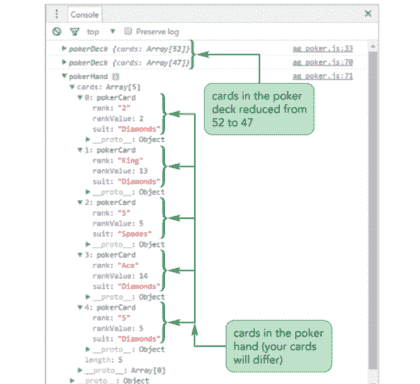 Console
top
Preserve log
pokerDeck {cards: Array[52]} ag_poker.js:33
pokerDeck {cards: Array[47]} ag_poker.js:70
pokerHand {} ag_poker.js:71
cards: Array[5]
0: pokerCard
rank: "2"
rankValue: 2
suit: "Diamonds"
__proto__: Object
1: pokerCard
rank: "King"
rankValue: 13
suit: "Diamonds"
__proto__: Object
2: pokerCard
rank: "5"
rankValue: 5
suit: "Spades"
__proto__: Object
3: pokerCard
rank: "Ace"
rankValue: 14
suit: "Diamonds"
__proto__: Object
4: pokerCard
rank: "5"
rankValue: 5
suit: "Diamonds"
__proto__: Object
length: 5
__proto__: Array[0]
__proto__: Object
cards in the poker
deck reduced from
52 to 47
cards in the poker
hand (your cards
will differ)